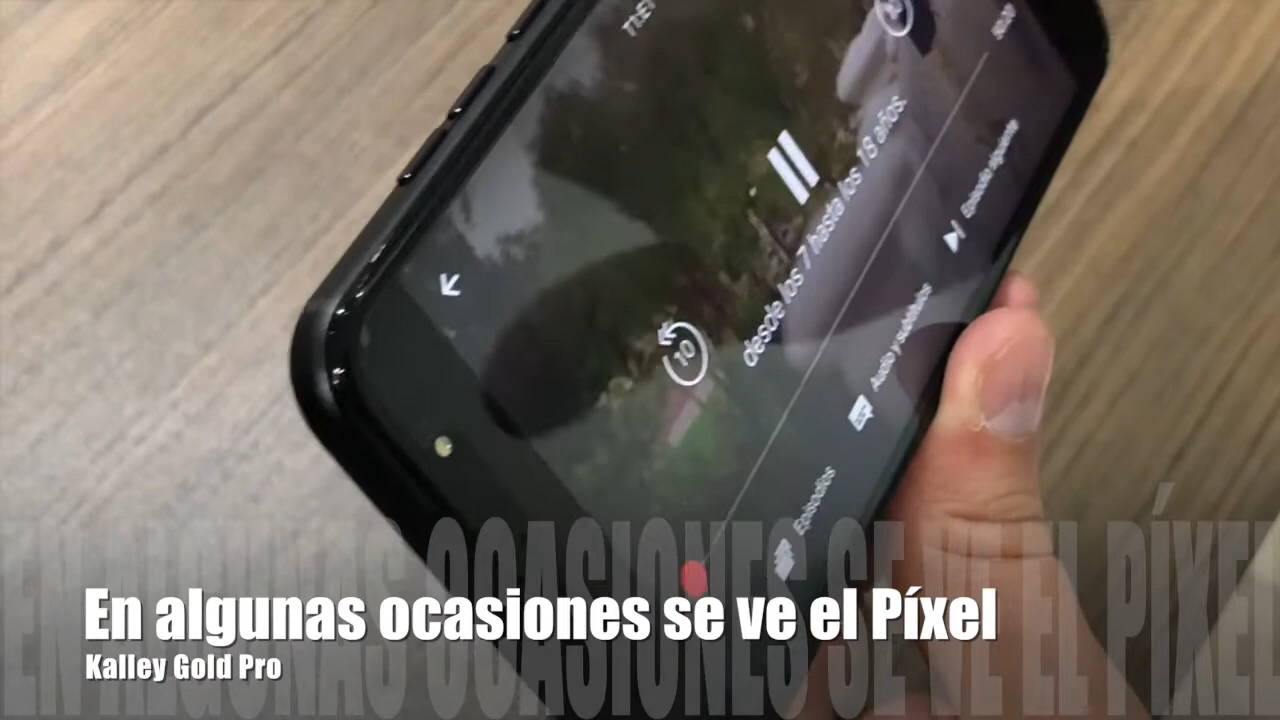 desde los 7 hasta los 18 años.
10
Episodio siguiente
Audio y subtítulos
Episodios
EN ALGUNAS OCASIONES SE VE EL PÍXEL
En algunas ocasiones se ve el Píxel
Kalley Gold Pro